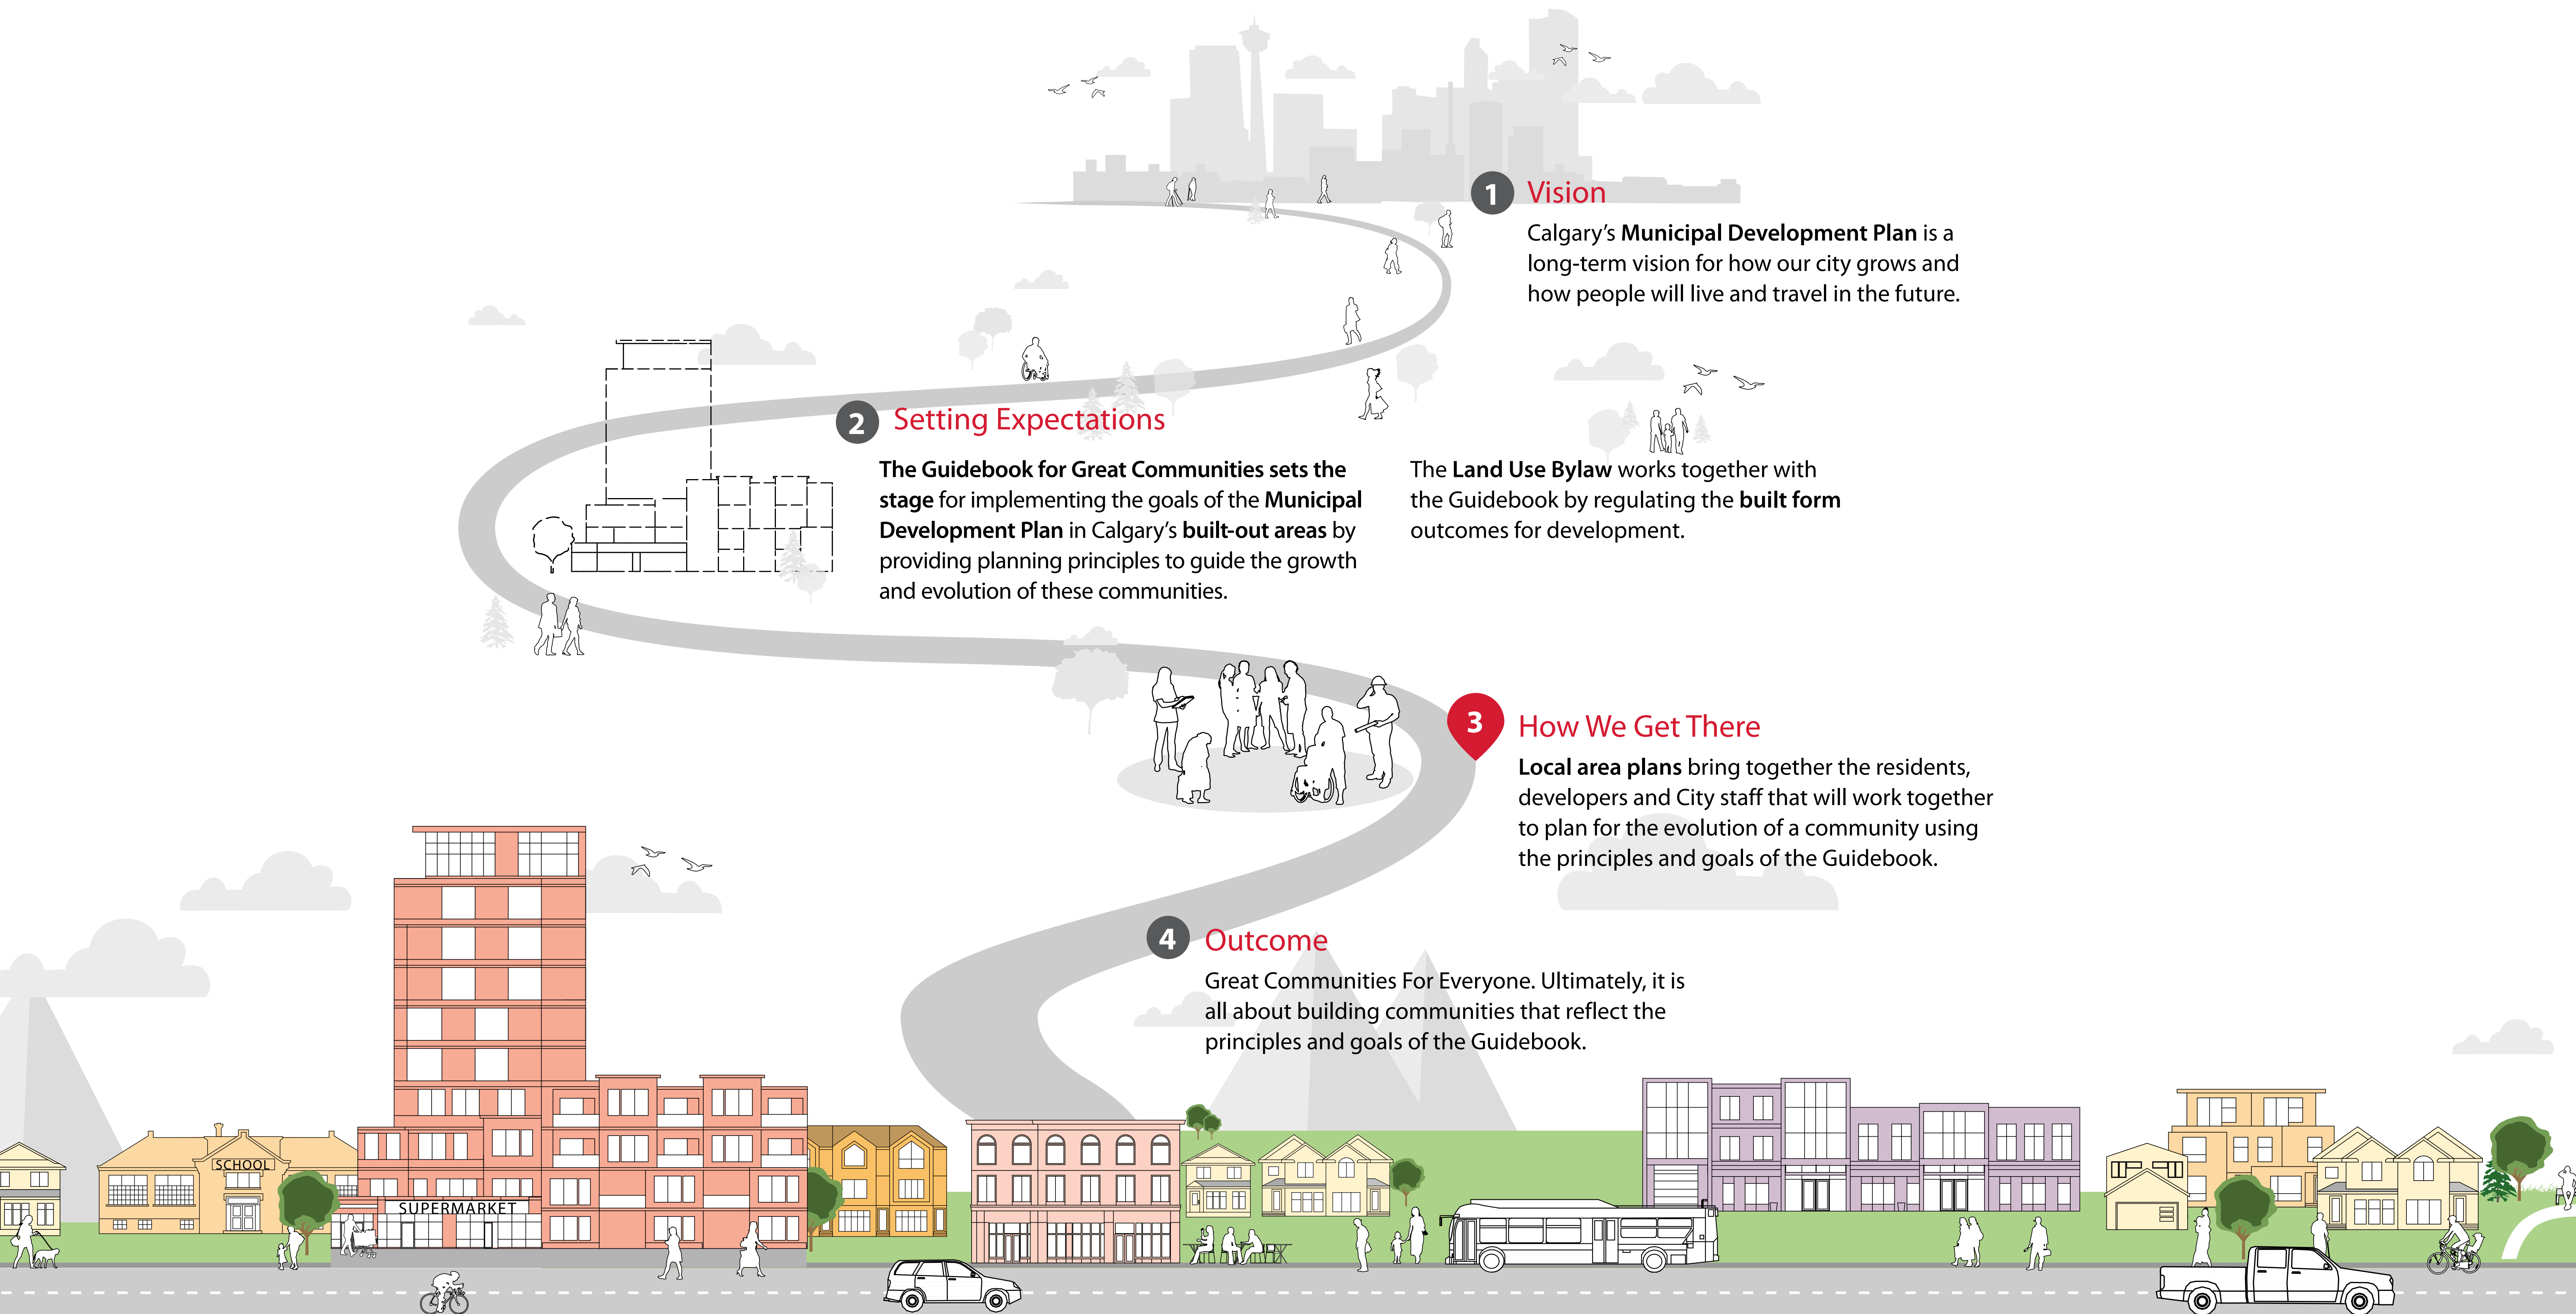 1 Vision
Calgary’s Municipal Development Plan is a
long-term vision for how our city grows and
how people will live and travel in the future.
2 Setting Expectations
The Guidebook for Great Communities sets the
stage for implementing the goals of the Municipal
Development Plan in Calgary’s built-out areas by
providing planning principles to guide the growth
and evolution of these communities.
The Land Use Bylaw works together with
the Guidebook by regulating the built form
outcomes for development.
3 How We Get There
Local area plans bring together the residents,
developers and City staff that will work together
to plan for the evolution of a community using
the principles and goals of the Guidebook.
4 Outcome
Great Communities For Everyone. Ultimately, it is
all about building communities that reflect the
principles and goals of the Guidebook.
SCHOOL
SUPERMARKET